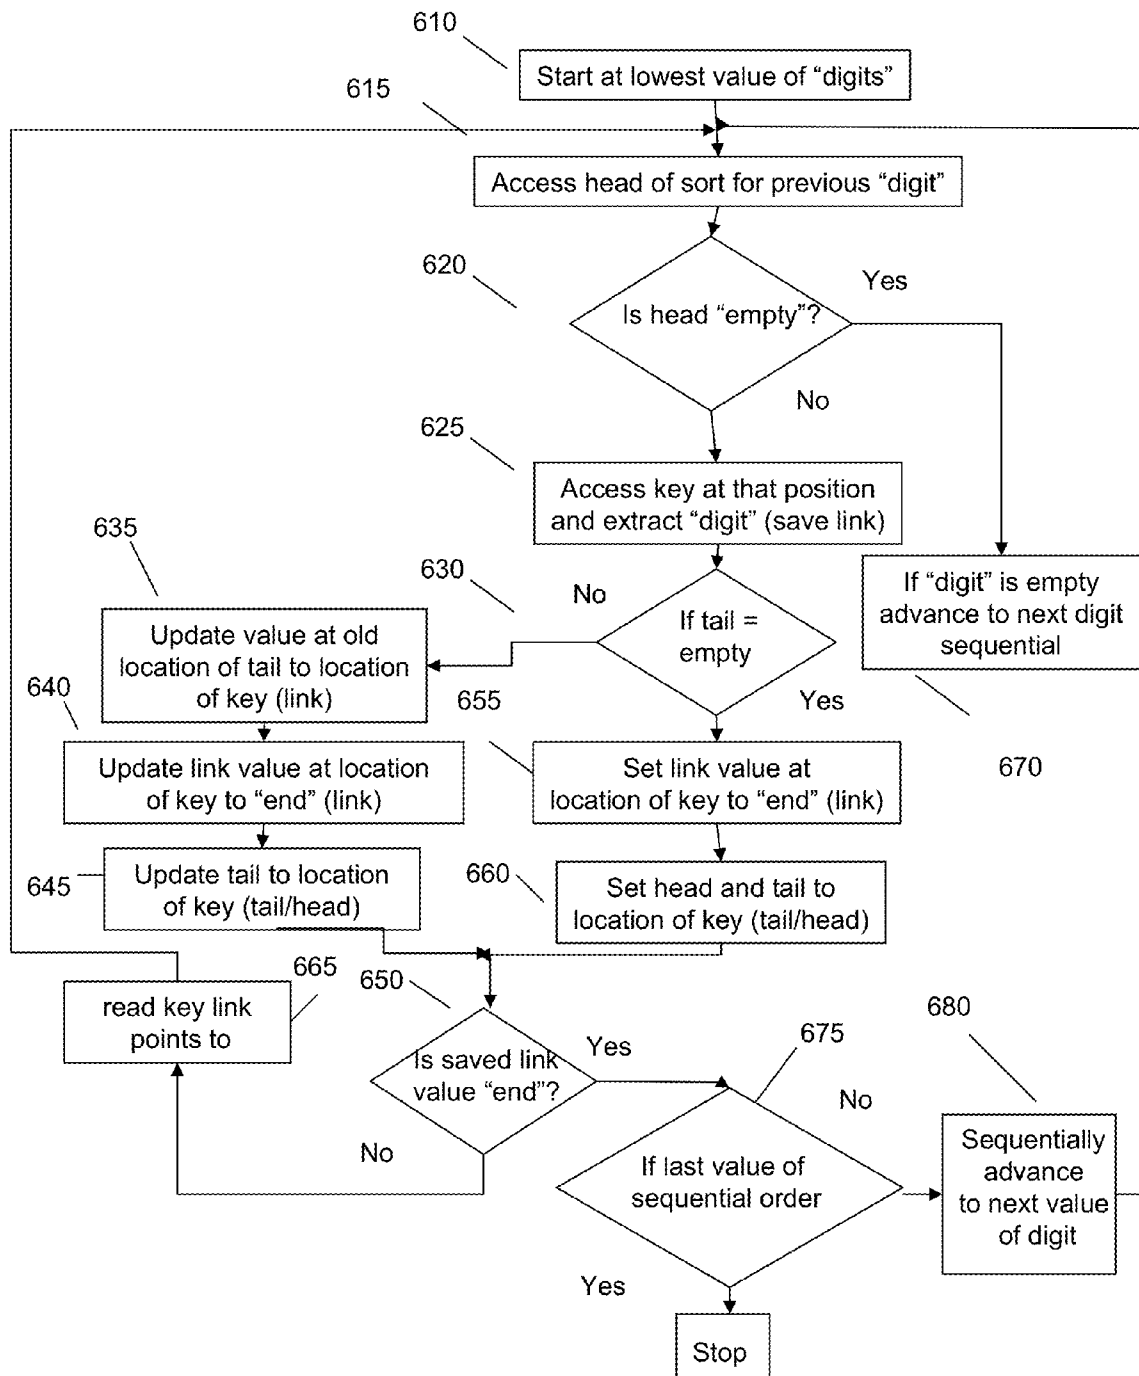 610
Start at lowest value of “digits”
615
Access head of sort for previous “digit”
620
Yes
Is head “empty”?
No
625
Access key at that position
and extract “digit” (save link)
635
630
No
If tail =
empty
If “digit” is empty
advance to next digit
sequential
Update value at old
location of tail to location
of key (link)
640
655
Yes
670
Update link value at location
of key to “end” (link)
Set link value at
location of key to “end” (link)
645
Update tail to location
of key (tail/head)
660
Set head and tail to
location of key (tail/head)
665
650
read key link
points to
680
675
Yes
Is saved link
value “end”?
No
No
If last value of
sequential order
Sequentially
advance
to next value
of digit
Yes
Stop